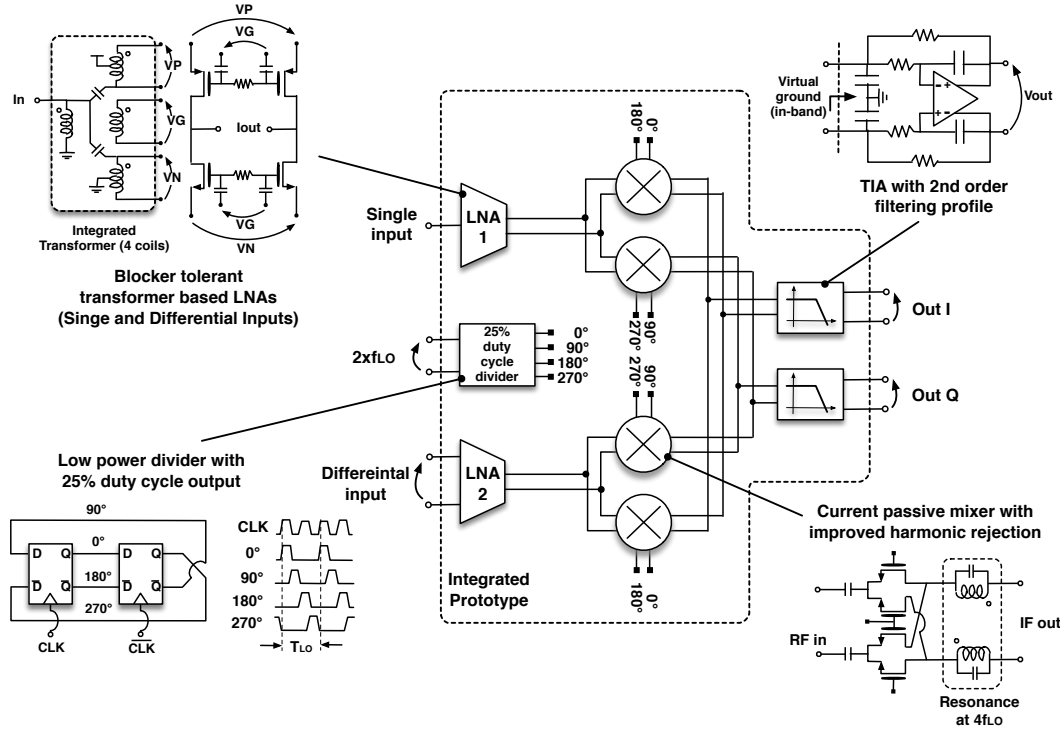 VP
VG
In
VP
VG
VN
Iout
VG
VN
Integrated
Transformer (4 coils)
Blocker tolerant
transformer based LNAs
(Singe and Differential Inputs)
Single
input
LNA
1
180°
0°
270°
90°
2xfLO
25%
duty
cycle
divider
0°
90°
180°
270°
270°
90°
Differeintal
input
LNA
2
180°
0°
Integrated
Prototype
Virtual
ground
(in-band)
- +
+ -
Vout
TIA with 2nd order
filtering profile
Out I
Out Q
Low power divider with
25% duty cycle output
90°
D Q
0°
D Q
D Q
180°
D Q
270°
CLK
CLK
CLK
0°
90°
180°
270°
TLO
Current passive mixer with
improved harmonic rejection
RF in
IF out
Resonance
at 4fLO